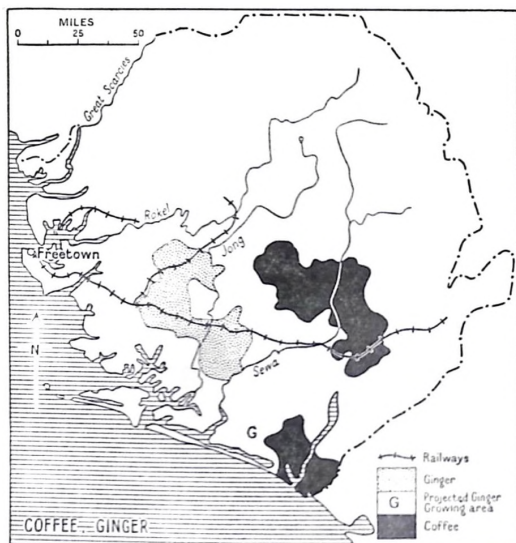 MILES
0 25 50
Great Scarcies
Rokel
Freetown
Jong
N
Sewa
G
Railways
Ginger
G Projected Ginger
Growing area
Coffee
COFFEE, GINGER